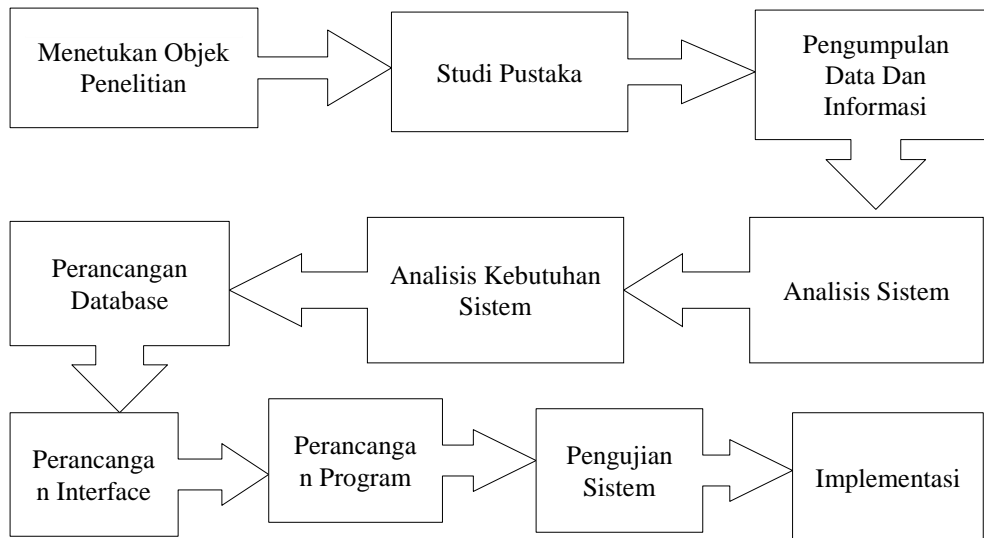 Menetukan Objek
Penelitian
Studi Pustaka
Pengumpulan
Data Dan
Informasi
Analisis Sistem
Analisis Kebutuhan
Sistem
Perancangan
Database
Perancanga
n Interface
Perancanga
n Program
Pengujian
Sistem
Implementasi